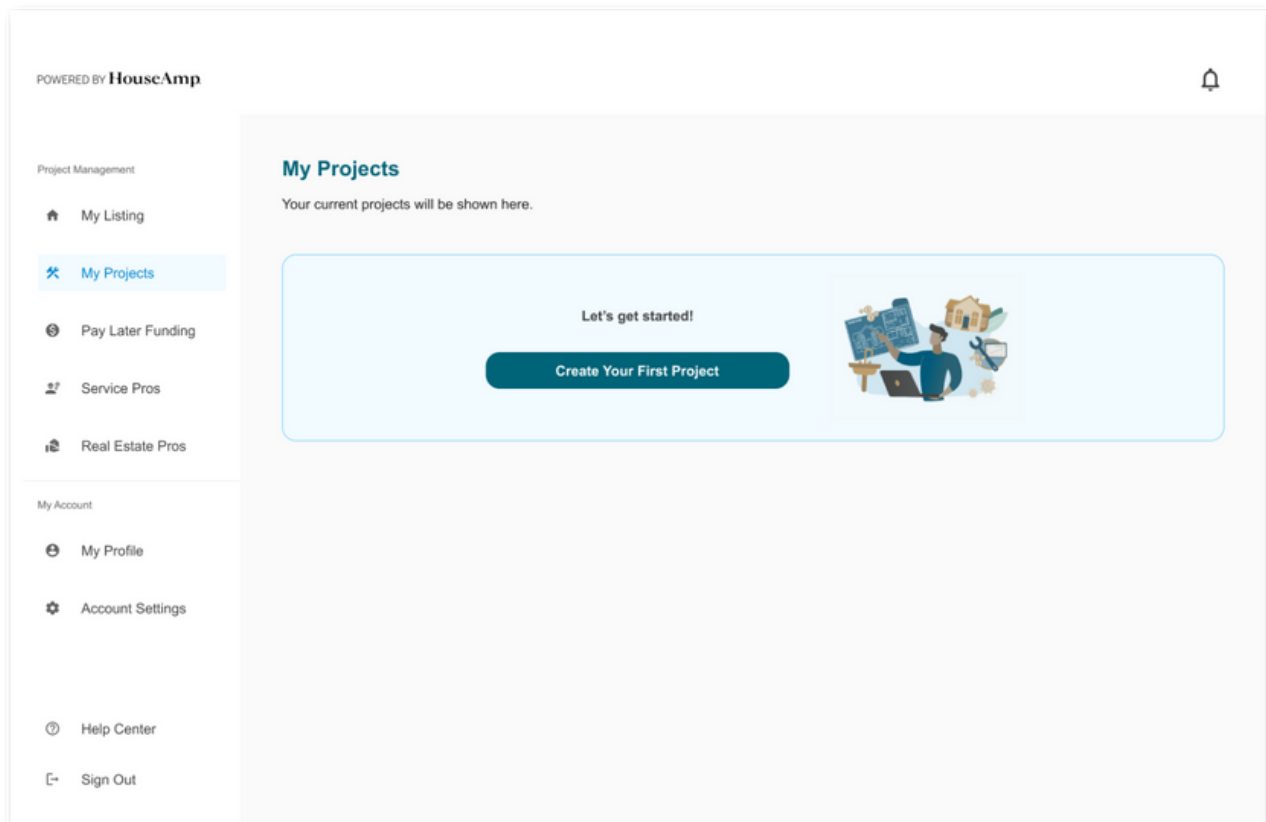 POWERED BY HouseAmp
Project Management
My Listing
My Projects
Pay Later Funding
Service Pros
Real Estate Pros
My Account
My Profile
Account Settings
Help Center
Sign Out
My Projects
Your current projects will be shown here.
Let's get started!
Create Your First Project